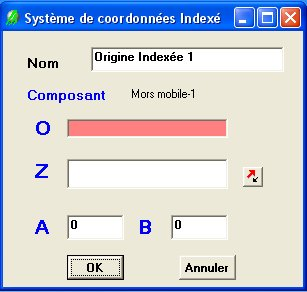 Système de coordonnées Indexé
Nom Origine Indexée 1
Composant Mors mobile-1
O
Z
A 0 B 0
OK Annuler